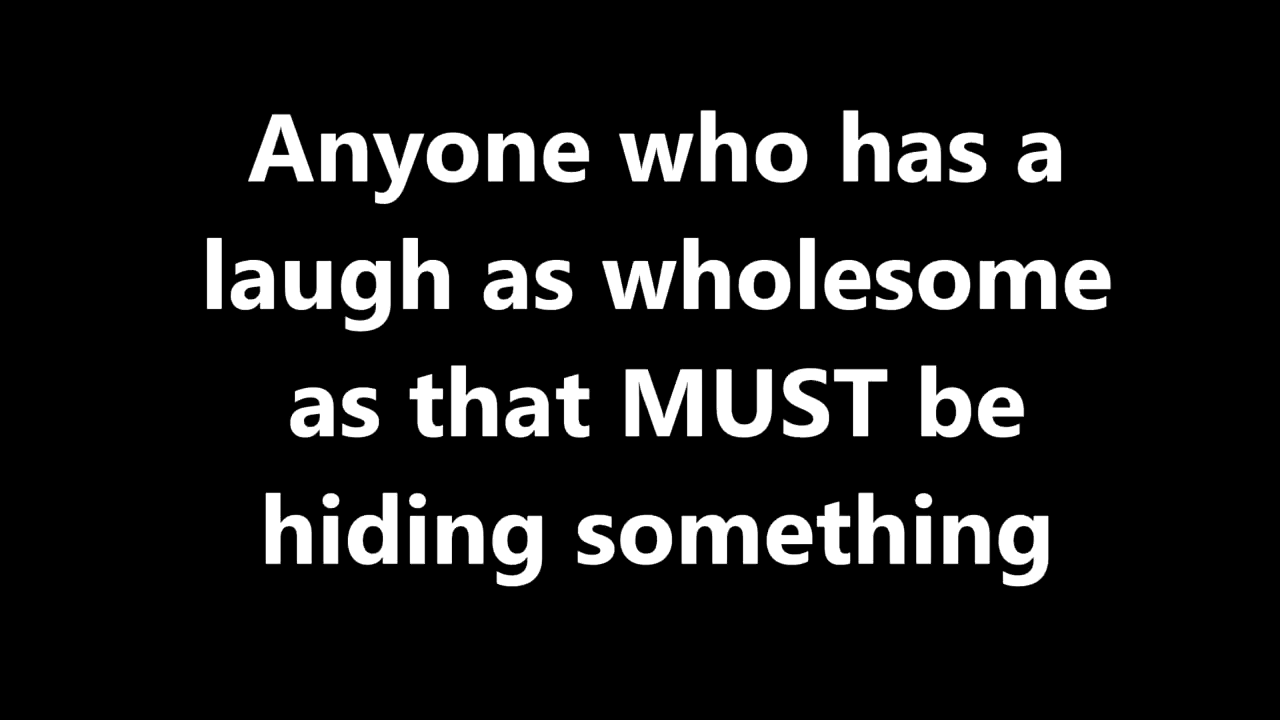 Anyone who has a
laugh as wholesome
as that MUST be
hiding something